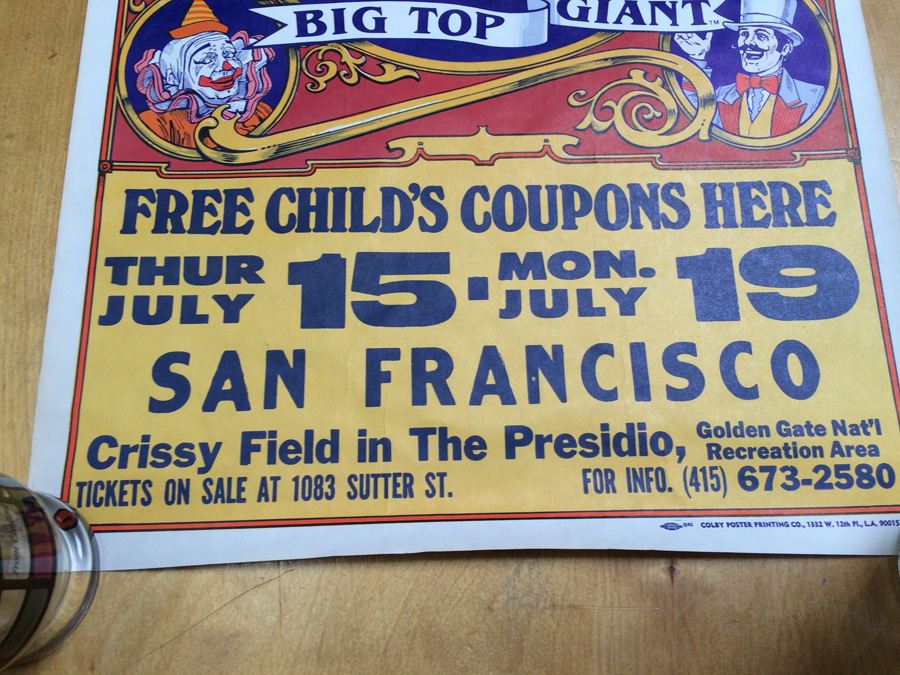 BIG TOP GIANT™
FREE CHILD'S COUPONS HERE
THUR JULY 15 - MON. JULY 19
SAN FRANCISCO
Crissy Field in The Presidio, Golden Gate Nat'l Recreation Area
TICKETS ON SALE AT 1083 SUTTER ST. FOR INFO. (415) 673-2580
COLBY POSTER PRINTING CO., 1332 W. 12th Pl., L.A. 90015